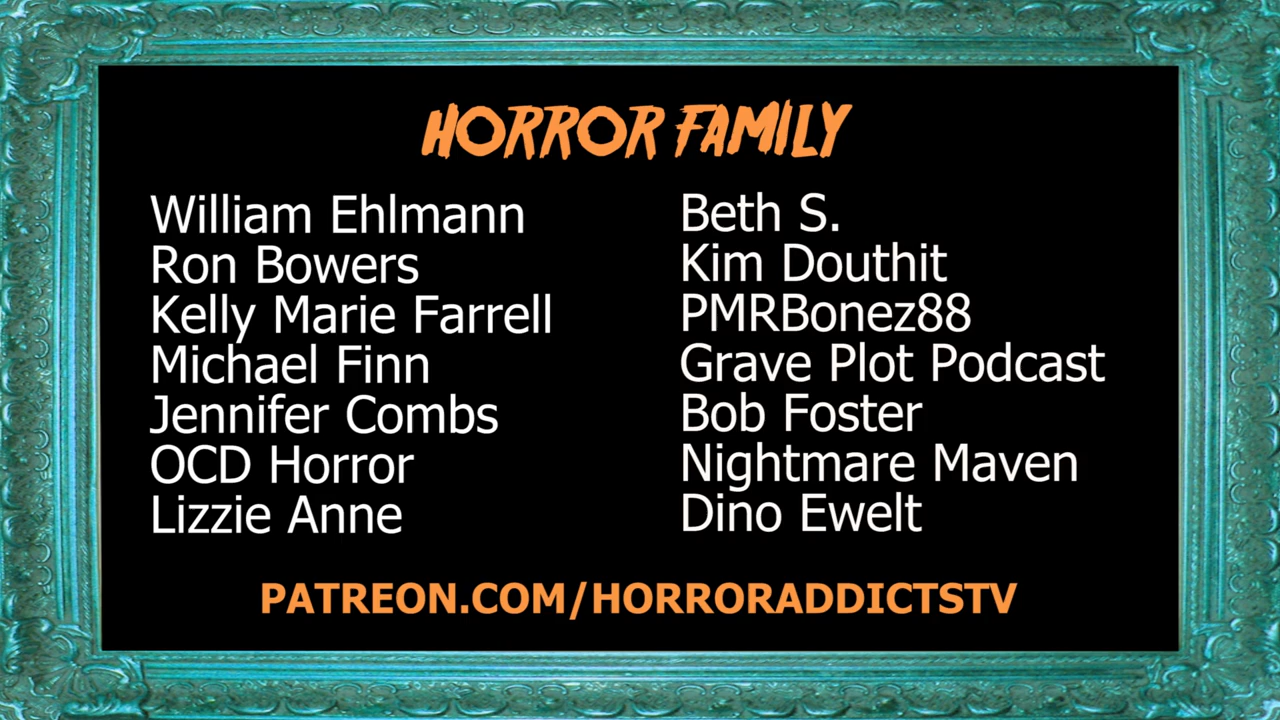 HORROR FAMILY
William Ehlmann
Ron Bowers
Kelly Marie Farrell
Michael Finn
Jennifer Combs
OCD Horror
Lizzie Anne
Beth S.
Kim Douthit
PMRBonez88
Grave Plot Podcast
Bob Foster
Nightmare Maven
Dino Ewelt
PATREON.COM/HORRORADDICTSTV